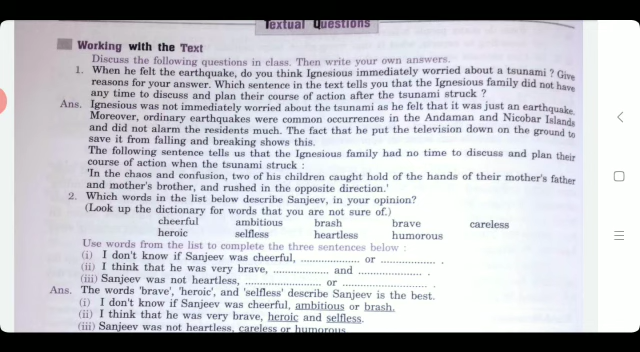 Textual Questions
Working with the Text
Discuss the following questions in class. Then write your own answers.
1. When he felt the earthquake, do you think Ignesious immediately worried about a tsunami ? Give
reasons for your answer. Which sentence in the text tells you that the Ignesious family did not have
any time to discuss and plan their course of action after the tsunami struck ?
Ans. Ignesious was not immediately worried about the tsunami as he felt that it was just an earthquake.
Moreover, ordinary earthquakes were common occurrences in the Andaman and Nicobar Islands
and did not alarm the residents much. The fact that he put the television down on the ground to
save it from falling and breaking shows this.
The following sentence tells us that the Ignesious family had no time to discuss and plan their
course of action when the tsunami struck :
'In the chaos and confusion, two of his children caught hold of the hands of their mother's father
and mother's brother, and rushed in the opposite direction.'
2. Which words in the list below describe Sanjeev, in your opinion?
(Look up the dictionary for words that you are not sure of.)
cheerful ambitious brash brave careless
heroic selfless heartless humorous
Use words from the list to complete the three sentences below :
(i) I don't know if Sanjeev was cheerful, .................... or .................. .
(ii) I think that he was very brave, ................... and ..................... .
(iii) Sanjeev was not heartless, ......................... or ............................ .
Ans. The words 'brave', 'heroic', and 'selfless' describe Sanjeev is the best.
(i) I don't know if Sanjeev was cheerful, ambitious or brash.
(ii) I think that he was very brave, heroic and selfless.
(iii) Sanjeev was not heartless, careless or humorous.